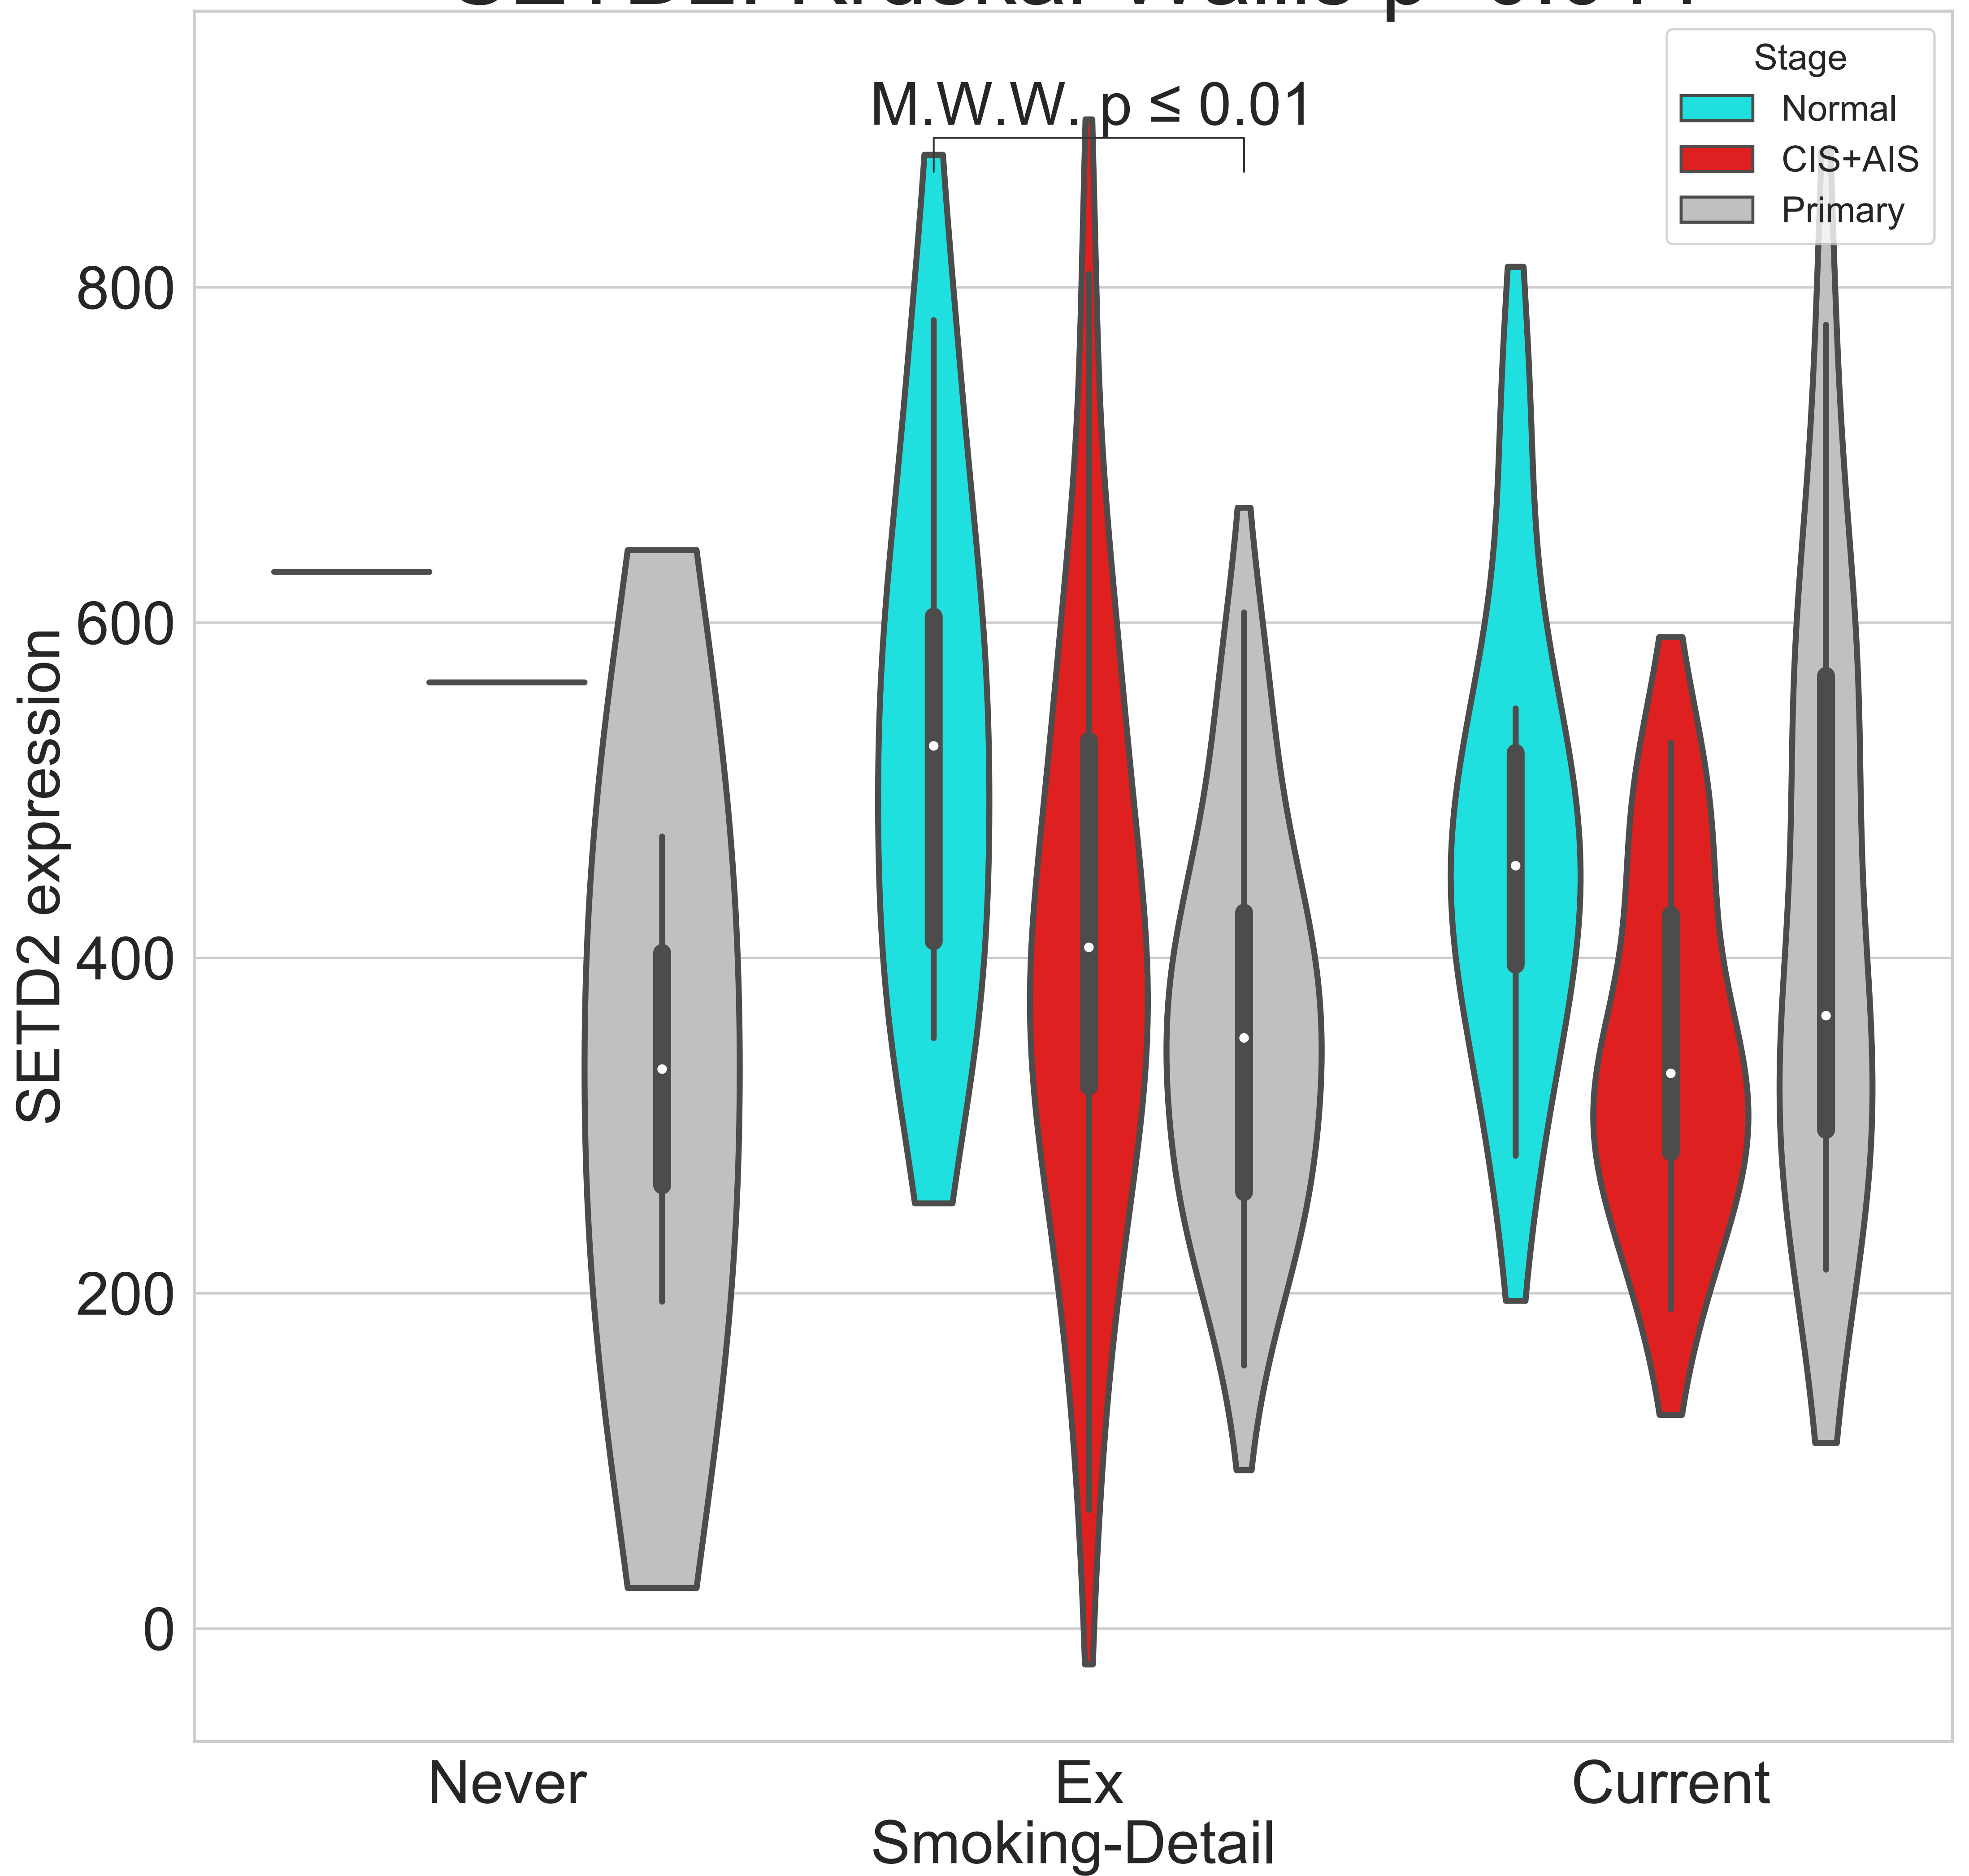 M.W.W. p ≤ 0.01
Stage
Normal
CIS+AIS
Primary
800
600
400
200
0
SETD2 expression
Never
Ex
Current
Smoking-Detail